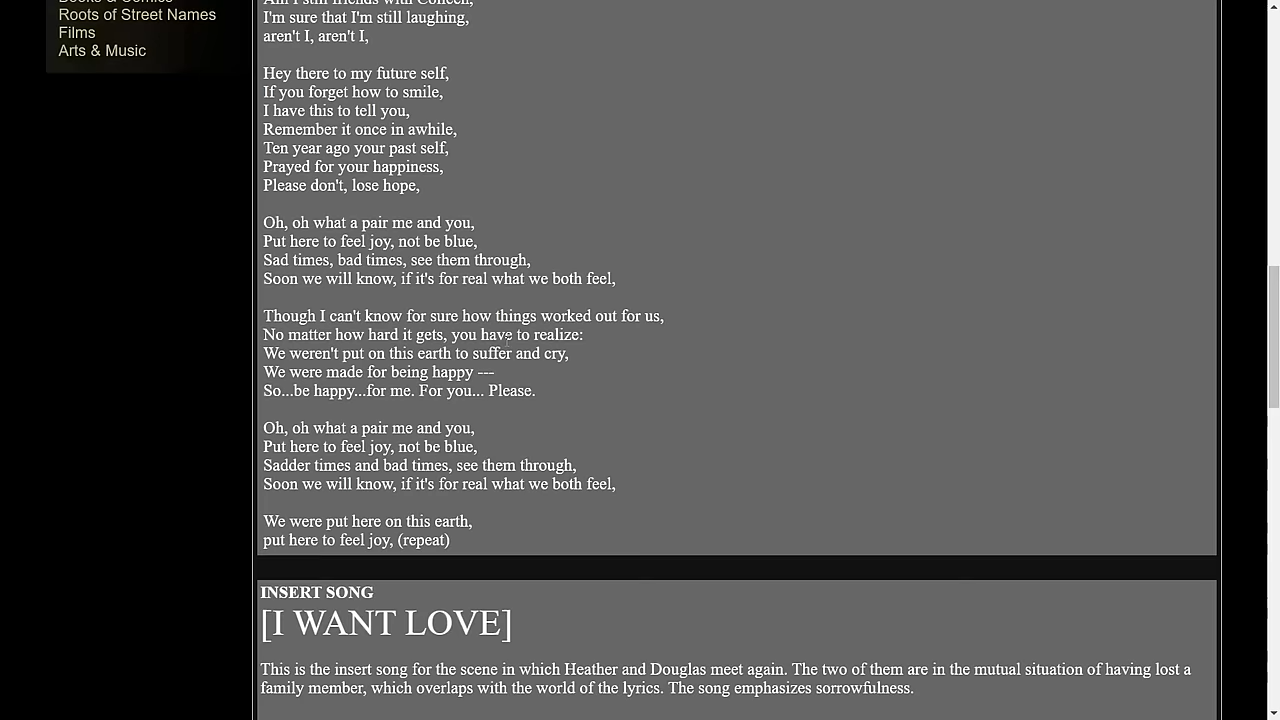 Books & Comics
Roots of Street Names
Films
Arts & Music
Am I still friends with Colleen,
I'm sure that I'm still laughing,
aren't I, aren't I,
Hey there to my future self,
If you forget how to smile,
I have this to tell you,
Remember it once in awhile,
Ten year ago your past self,
Prayed for your happiness,
Please don't, lose hope,
Oh, oh what a pair me and you,
Put here to feel joy, not be blue,
Sad times, bad times, see them through,
Soon we will know, if it's for real what we both feel,
Though I can't know for sure how things worked out for us,
No matter how hard it gets, you have to realize:
We weren't put on this earth to suffer and cry,
We were made for being happy ---
So...be happy...for me. For you... Please.
Oh, oh what a pair me and you,
Put here to feel joy, not be blue,
Sadder times and bad times, see them through,
Soon we will know, if it's for real what we both feel,
We were put here on this earth,
put here to feel joy, (repeat)
INSERT SONG
[I WANT LOVE]
This is the insert song for the scene in which Heather and Douglas meet again. The two of them are in the mutual situation of having lost a
family member, which overlaps with the world of the lyrics. The song emphasizes sorrowfulness.